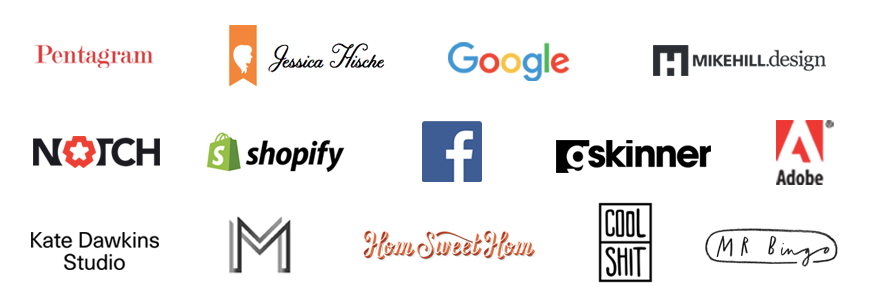 Pentagram
Jessica Hische
Google
MIKEHILL.design
NOTCH
shopify
f
gskinner
Adobe®
Kate Dawkins
Studio
M
Hom Sweet Hom
COOL
SHIT
MR Bingo